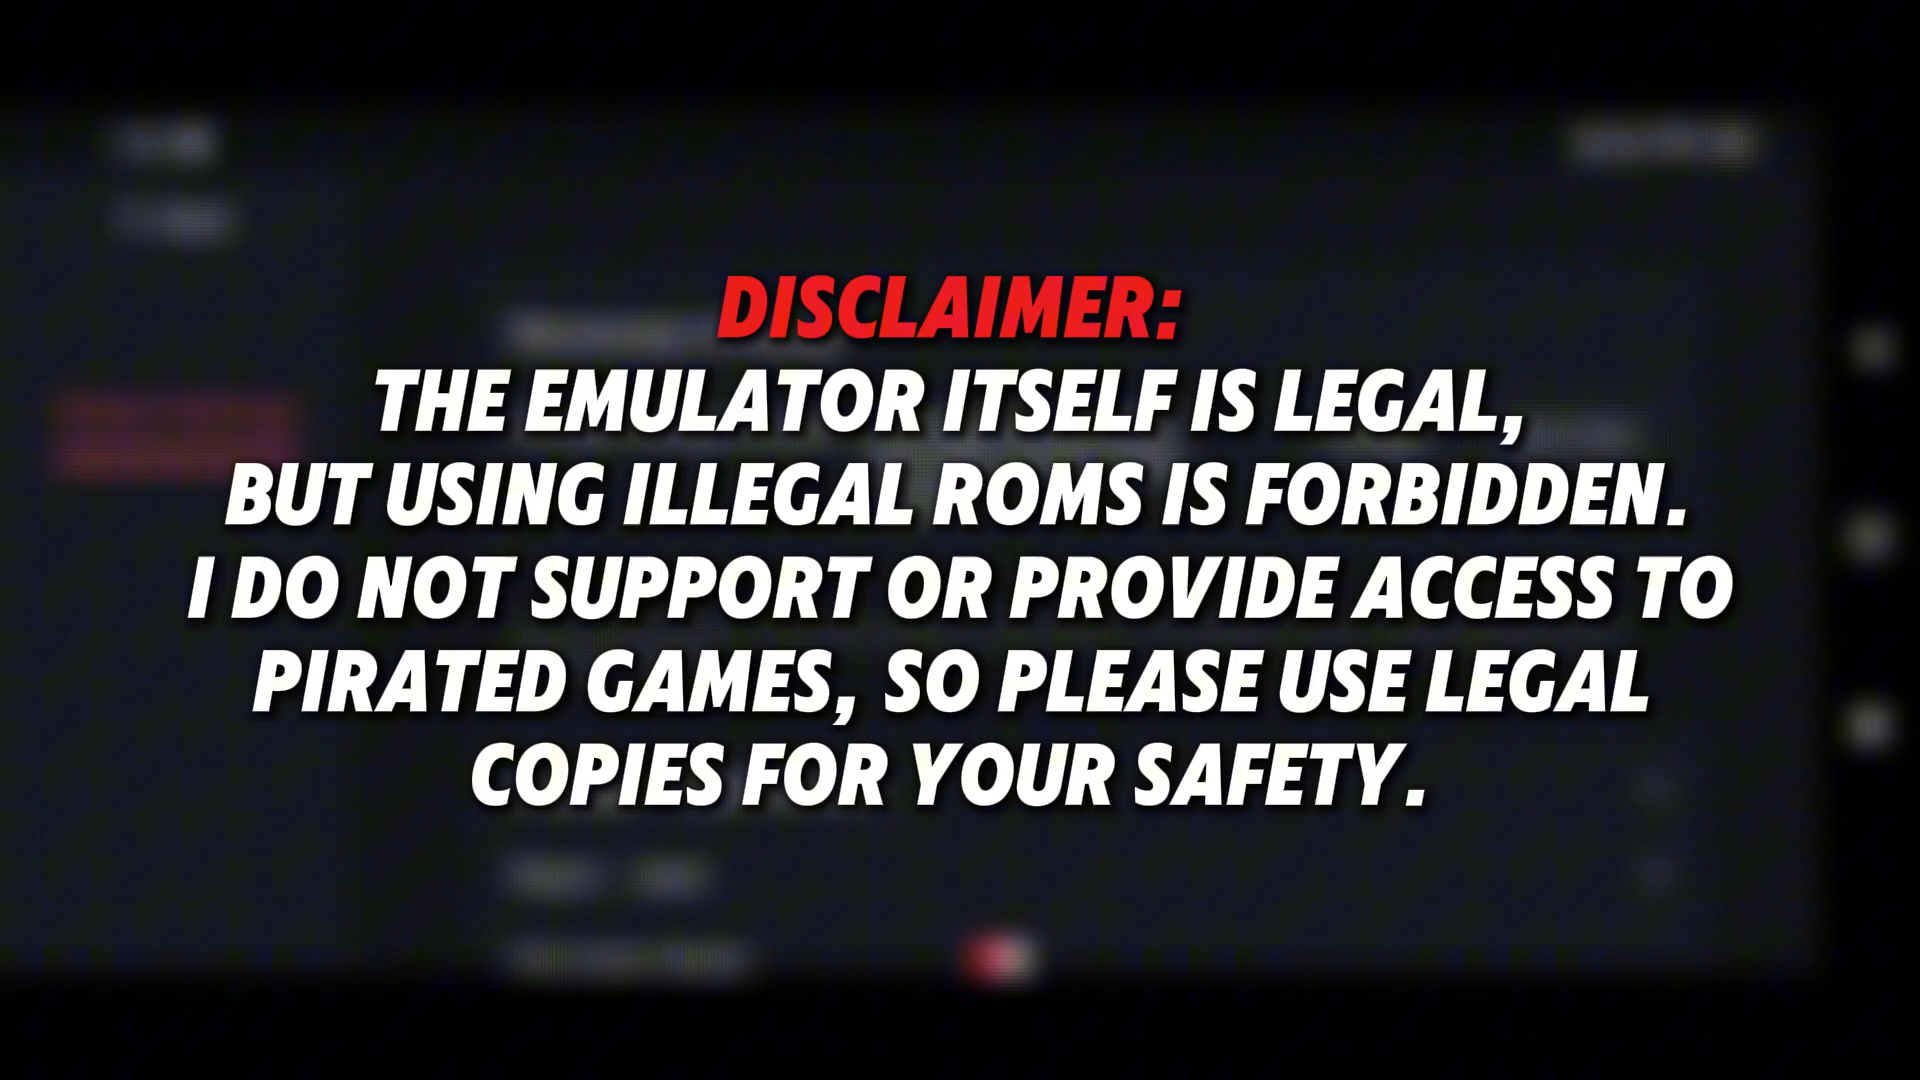 DISCLAIMER:
THE EMULATOR ITSELF IS LEGAL,
BUT USING ILLEGAL ROMS IS FORBIDDEN.
I DO NOT SUPPORT OR PROVIDE ACCESS TO
PIRATED GAMES, SO PLEASE USE LEGAL
COPIES FOR YOUR SAFETY.